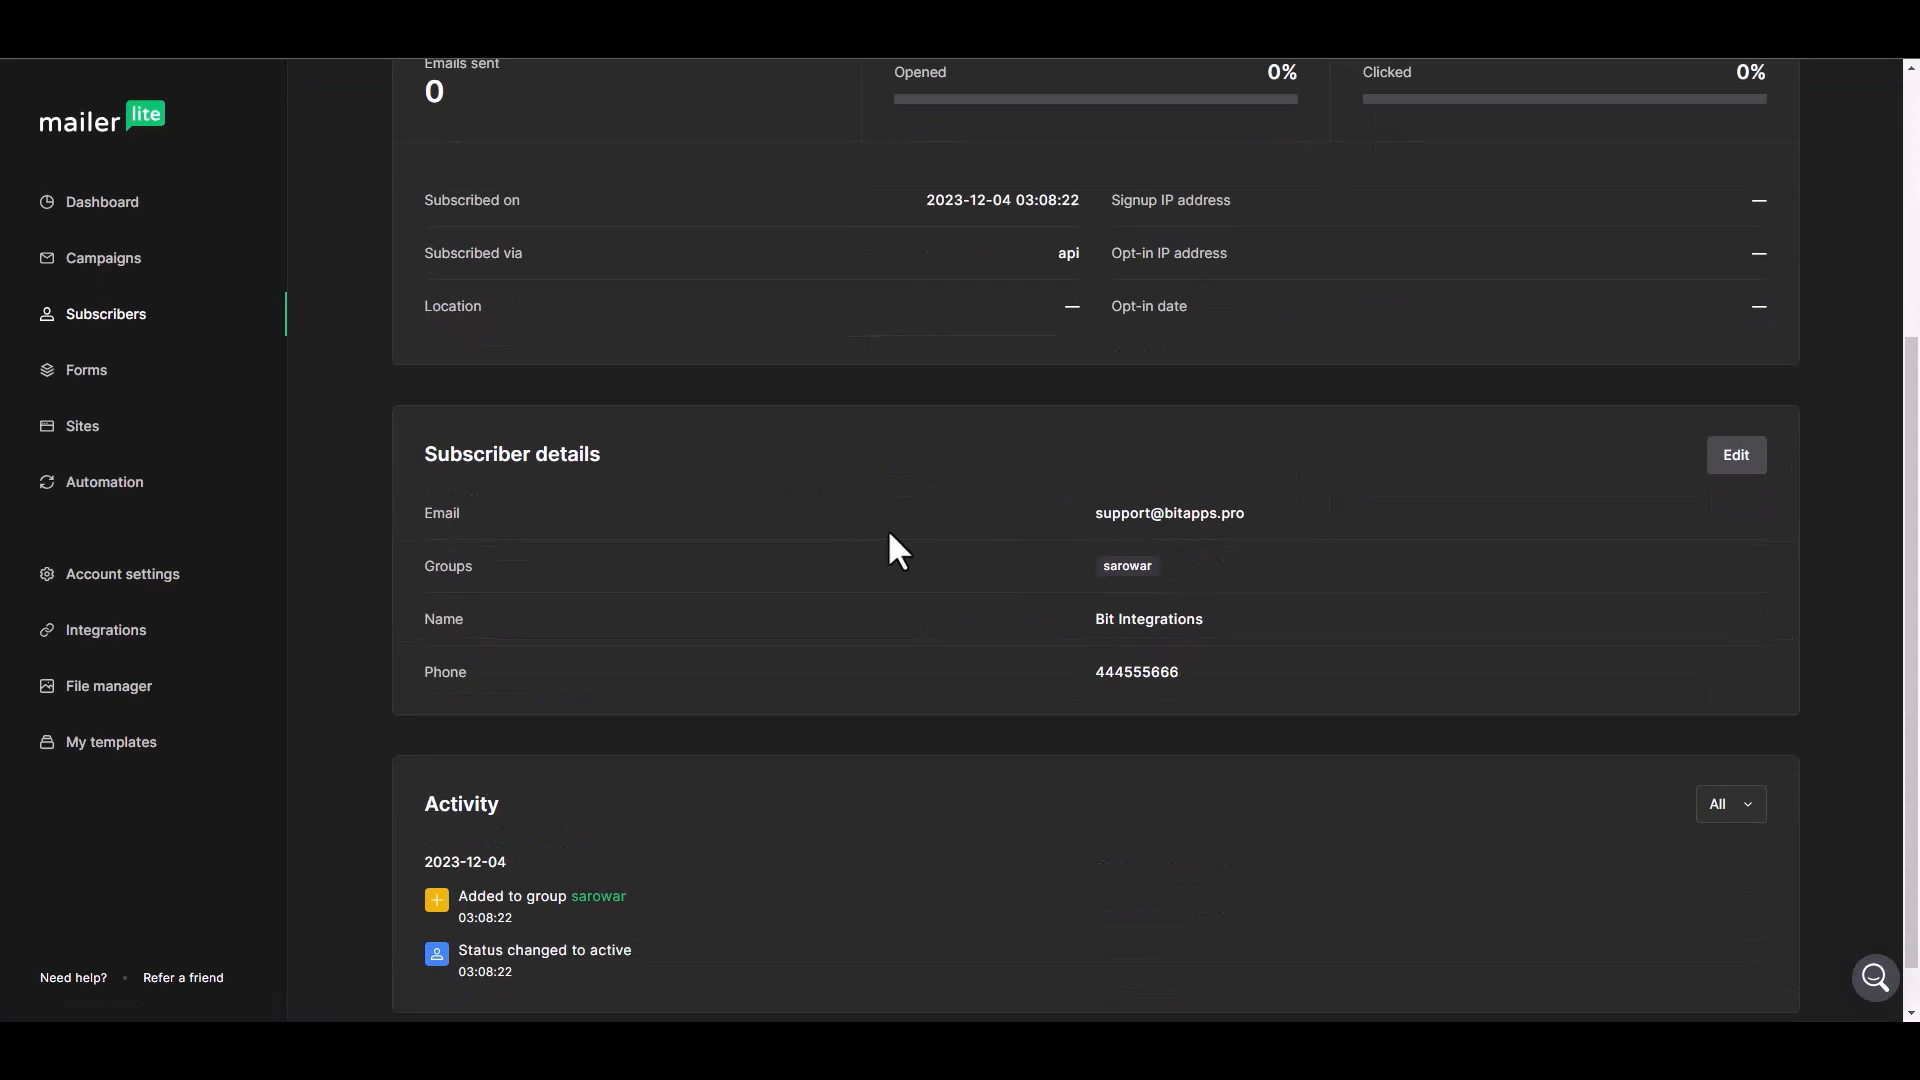 mailer lite
Dashboard
Campaigns
Subscribers
Forms
Sites
Automation
Account settings
Integrations
File manager
My templates
Need help? • Refer a friend
Emails sent
0
Opened 0%
Clicked 0%
Subscribed on 2023-12-04 03:08:22
Signup IP address —
Subscribed via api
Opt-in IP address —
Location —
Opt-in date —
Subscriber details
Edit
Email support@bitapps.pro
Groups sarowar
Name Bit Integrations
Phone 444555666
Activity
All
2023-12-04
Added to group sarowar
03:08:22
Status changed to active
03:08:22